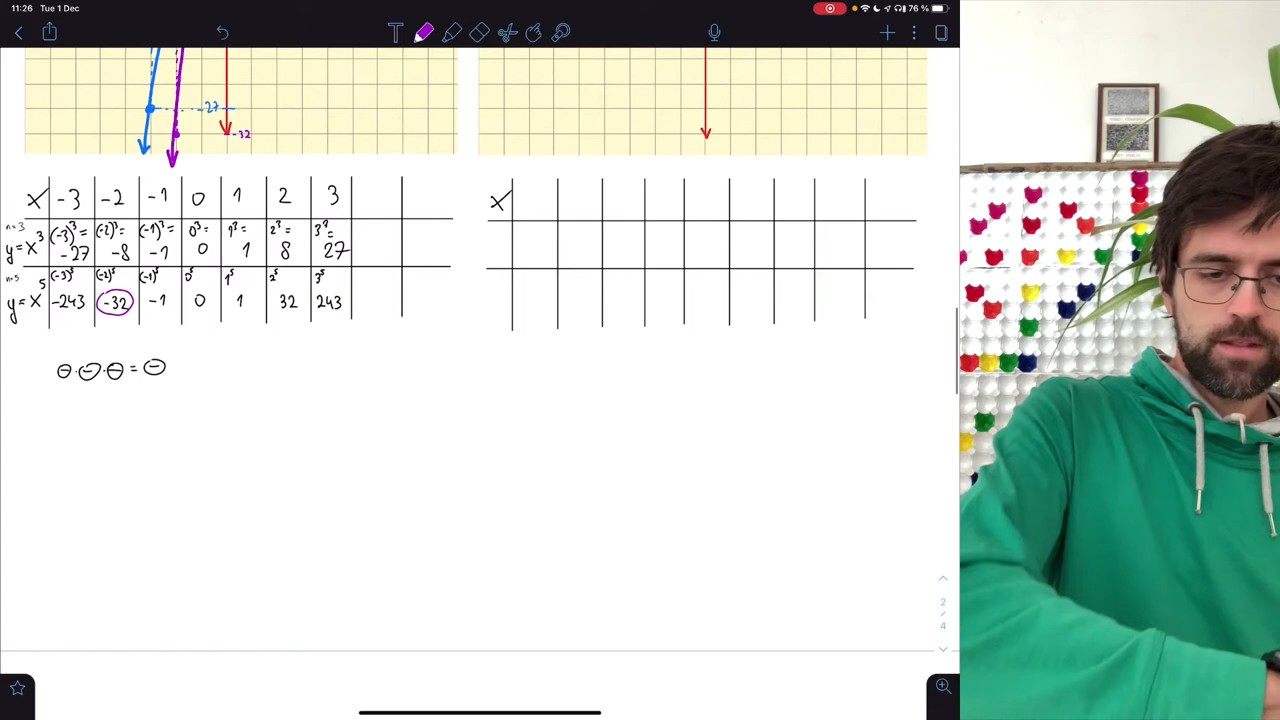 11:26 Tue 1 Dec
76 %
-27
-32
x -3 -2 -1 0 1 2 3
n=3 (-3)³= (-2)³= (-1)³= 0³= 1³= 2³= 3³=
y=x³ -27 -8 -1 0 1 8 27
n=5 (-3)⁵ (-2)⁵ (-1)⁵ 0⁵ 1⁵ 2⁵ 3⁵
y=x⁵ -243 -32 -1 0 1 32 243
⊖·⊖·⊖=⊖
x
2
/
4